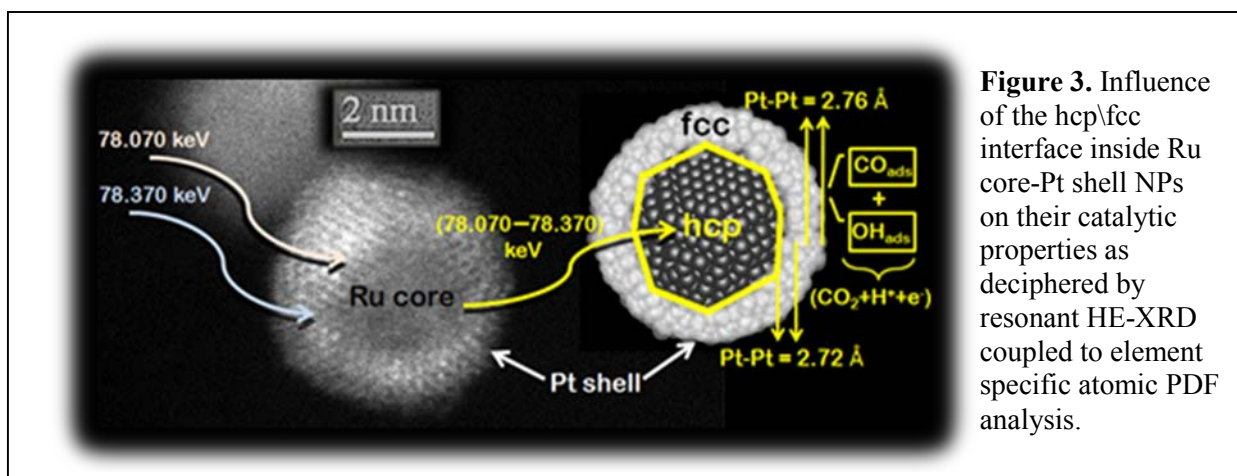 2 nm
78.070 keV
78.370 keV
(78.070−78.370)
keV
Ru core
Pt shell
fcc
hcp
Pt-Pt = 2.76 Å
CO_ads
+
OH_ads
(CO₂+H⁺+e⁻)
Pt-Pt = 2.72 Å
Figure 3. Influence
of the hcp\fcc
interface inside Ru
core-Pt shell NPs
on their catalytic
properties as
deciphered by
resonant HE-XRD
coupled to element
specific atomic PDF
analysis.